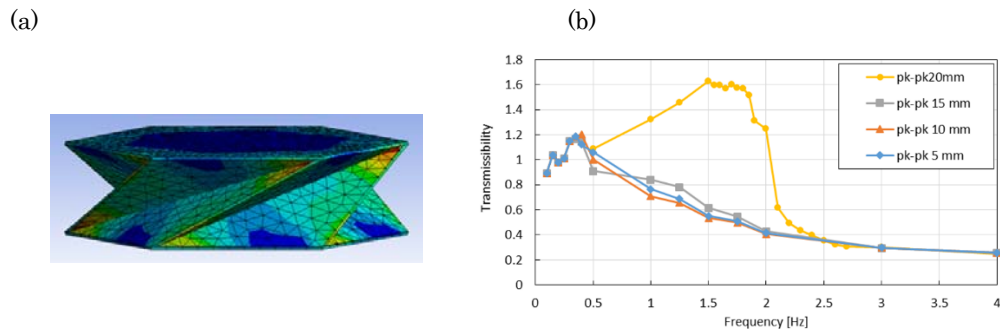 (a)
(b)
1.8
1.6
1.4
1.2
1
0.8
0.6
0.4
0.2
0
Transmissibility
pk-pk20mm
pk-pk 15 mm
pk-pk 10 mm
pk-pk 5 mm
0 0.5 1 1.5 2 2.5 3 3.5 4
Frequency [Hz]